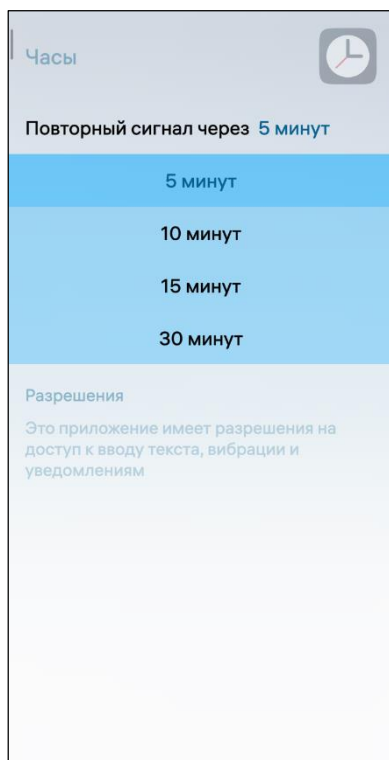 Часы
Повторный сигнал через 5 минут
5 минут
10 минут
15 минут
30 минут
Разрешения
Это приложение имеет разрешения на
доступ к вводу текста, вибрации и
уведомлениям